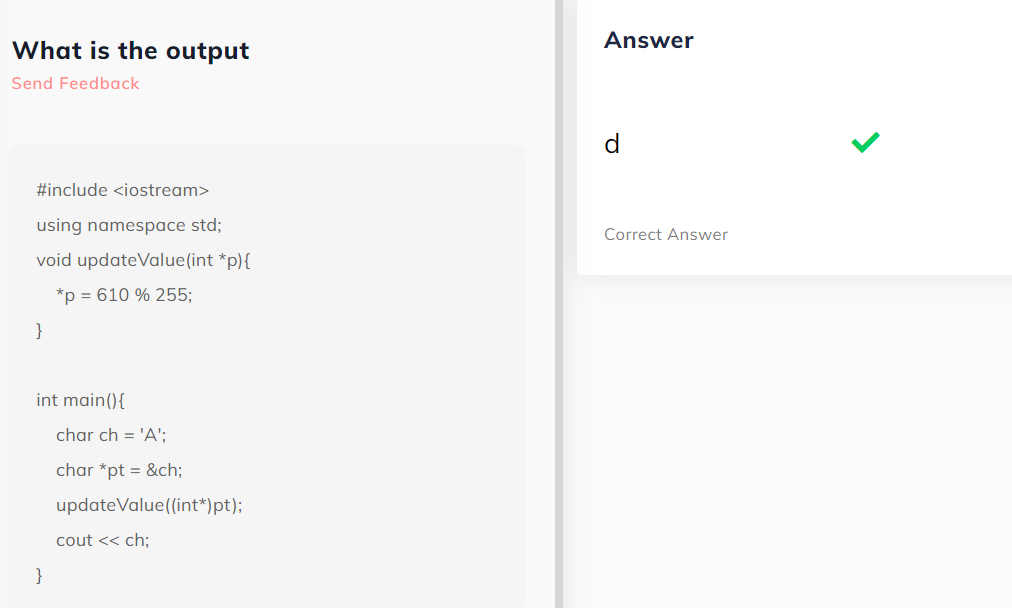 What is the output
Send Feedback
#include <iostream>
using namespace std;
void updateValue(int *p){
    *p = 610 % 255;
}

int main(){
    char ch = 'A';
    char *pt = &ch;
    updateValue((int*)pt);
    cout << ch;
}
Answer
d
Correct Answer